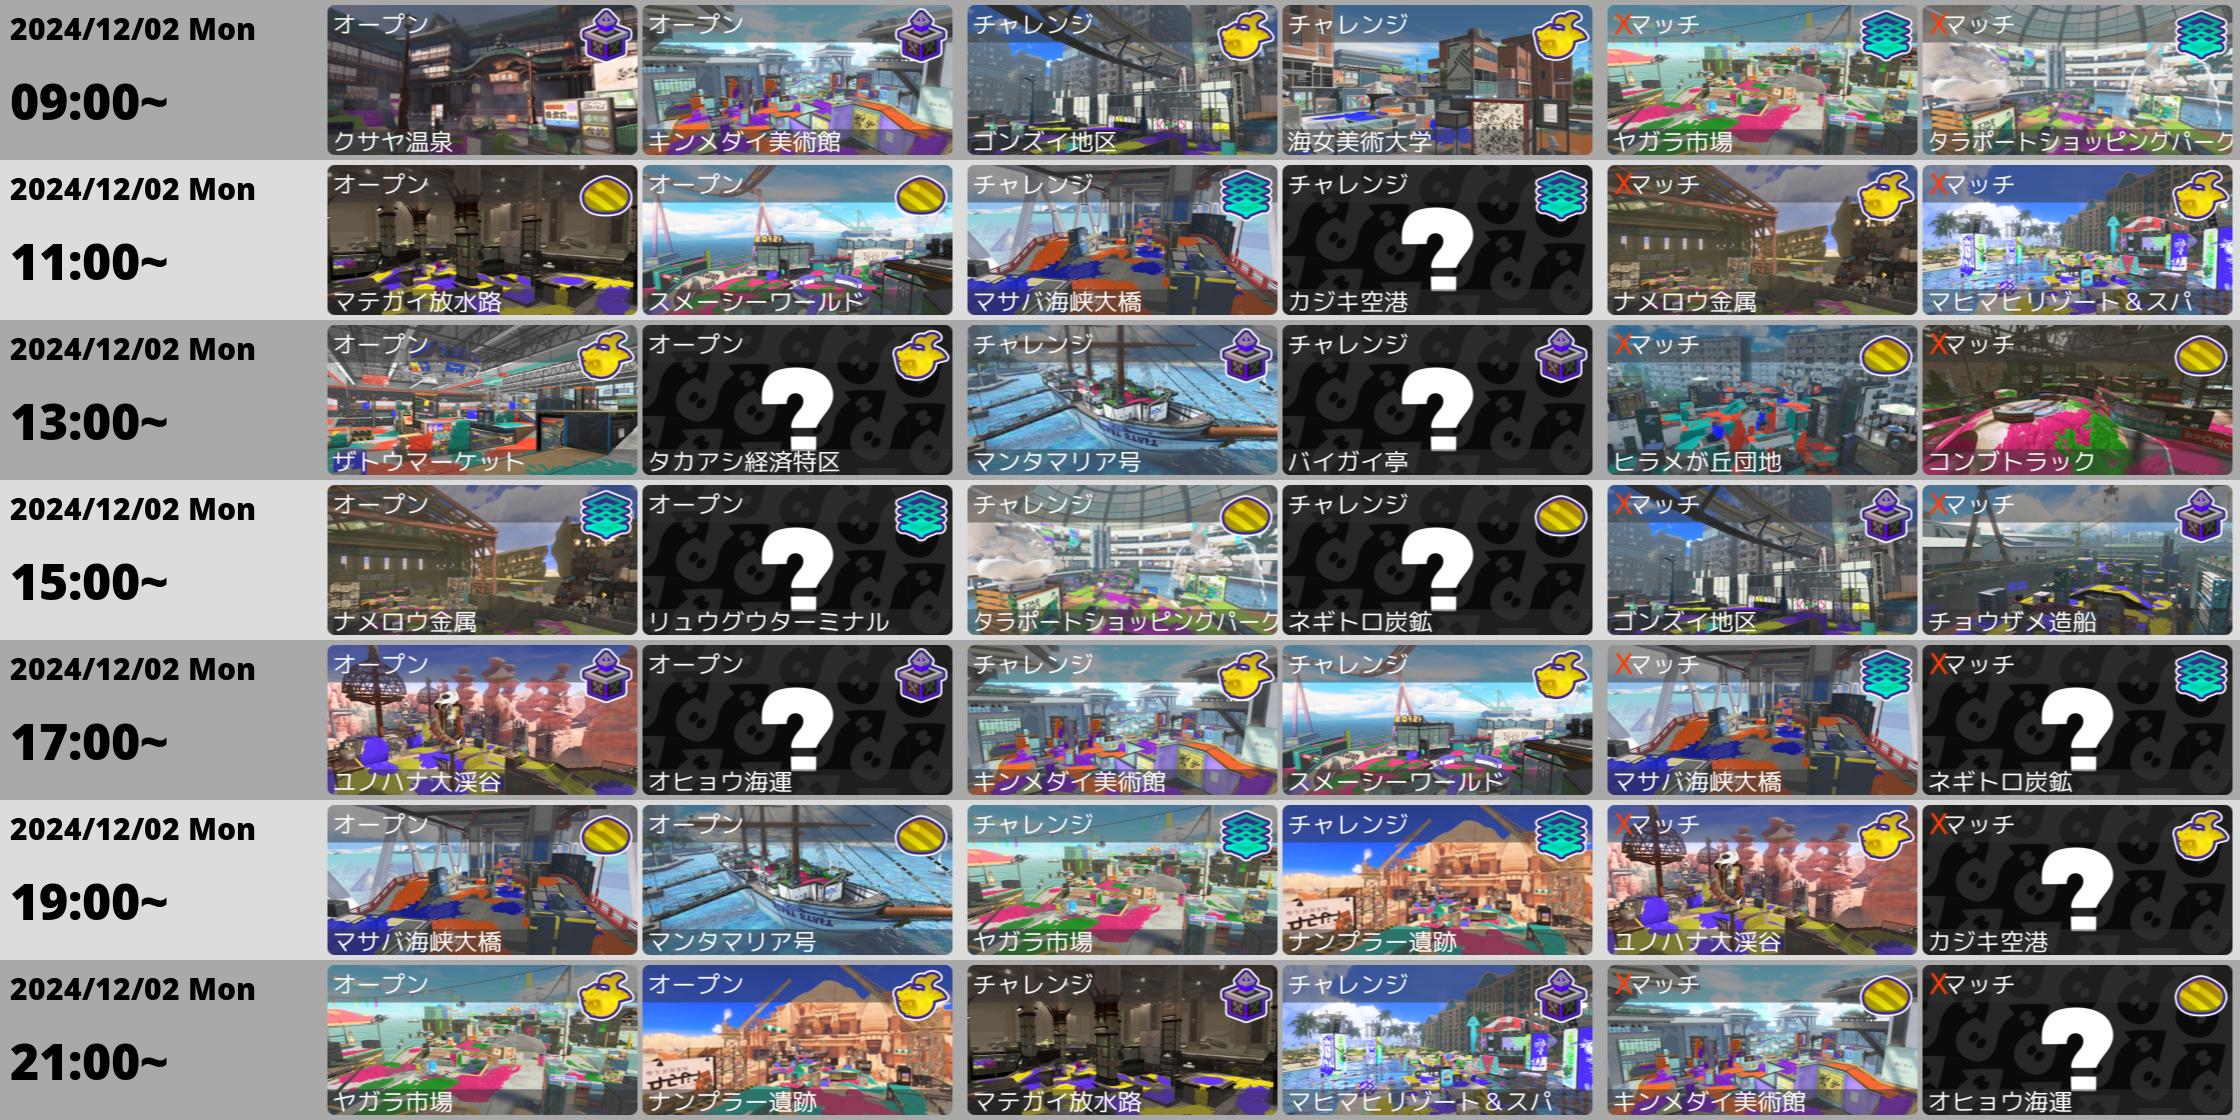 2024/12/02 Mon
09:00~
オープン
クサヤ温泉
オープン
キンメダイ美術館
チャレンジ
ゴンズイ地区
チャレンジ
海女美術大学
Xマッチ
ヤガラ市場
Xマッチ
タラポートショッピングパーク
2024/12/02 Mon
11:00~
オープン
マテガイ放水路
オープン
スメーシーワールド
チャレンジ
マサバ海峡大橋
チャレンジ
?
カジキ空港
Xマッチ
ナメロウ金属
Xマッチ
マヒマヒリゾート&スパ
2024/12/02 Mon
13:00~
オープン
ザトウマーケット
オープン
?
タカアシ経済特区
チャレンジ
マンタマリア号
チャレンジ
?
バイガイ亭
Xマッチ
ヒラメが丘団地
Xマッチ
コンブトラック
2024/12/02 Mon
15:00~
オープン
ナメロウ金属
オープン
?
リュウグウターミナル
チャレンジ
タラポートショッピングパーク
チャレンジ
?
ネギトロ炭鉱
Xマッチ
ゴンズイ地区
Xマッチ
チョウザメ造船
2024/12/02 Mon
17:00~
オープン
ユノハナ大渓谷
オープン
?
オヒョウ海運
チャレンジ
キンメダイ美術館
チャレンジ
スメーシーワールド
Xマッチ
マサバ海峡大橋
Xマッチ
?
ネギトロ炭鉱
2024/12/02 Mon
19:00~
オープン
マサバ海峡大橋
オープン
マンタマリア号
チャレンジ
ヤガラ市場
チャレンジ
ナンプラー遺跡
Xマッチ
ユノハナ大渓谷
Xマッチ
?
カジキ空港
2024/12/02 Mon
21:00~
オープン
ヤガラ市場
オープン
ナンプラー遺跡
チャレンジ
マテガイ放水路
チャレンジ
マヒマヒリゾート&スパ
Xマッチ
キンメダイ美術館
Xマッチ
?
オヒョウ海運